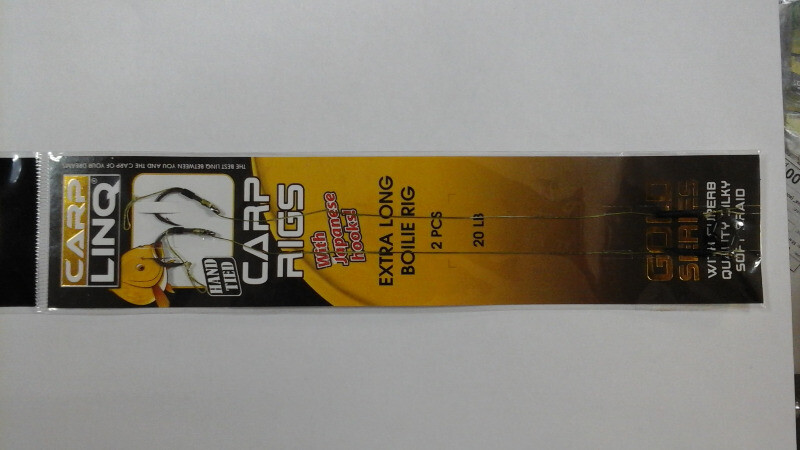 THE BEST LINQ BETWEEN YOU AND THE CARP OF YOUR DREAMS
CARP
LINQ®
HAND
TIED
CARP
RIGS
With
Japanese
hooks!
EXTRA LONG
BOILIE RIG
2 PCS
20 LB
GOLD
SERIES
WITH SUPERB
QUALITY SILKY
SOFT BRAID